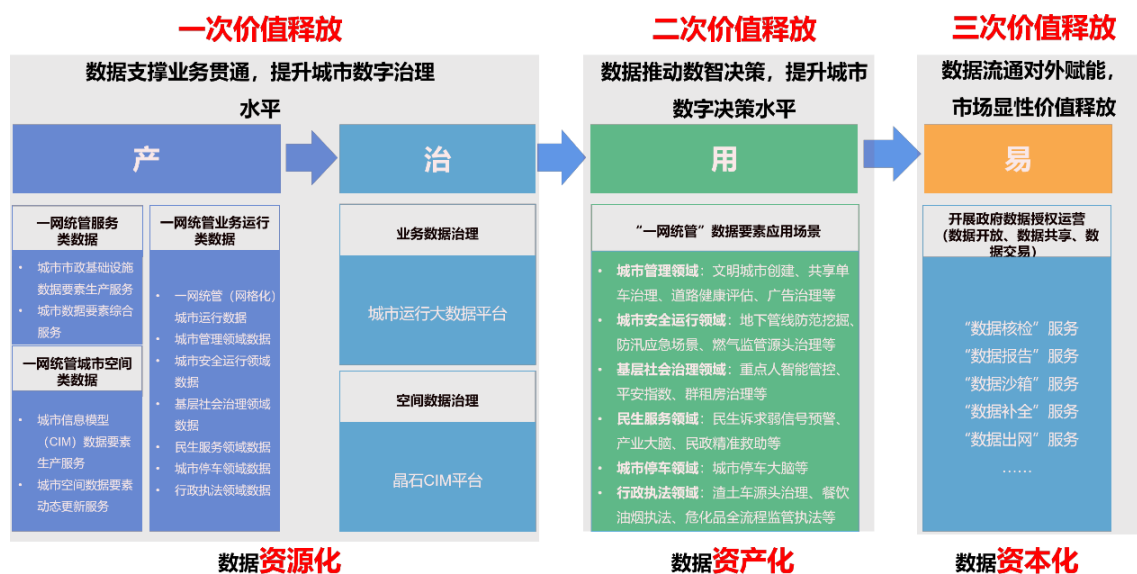 一次价值释放
数据支撑业务贯通，提升城市数字治理
水平
产
治
一网统管服务
类数据
• 城市市政基础设施
数据要素生产服务
• 城市数据要素综合
服务
一网统管城市空间
类数据
• 城市信息模型
（CIM）数据要素
生产服务
• 城市空间数据要素
动态更新服务
一网统管业务运行
类数据
• 一网统管（网格化）
城市运行数据
• 城市管理领域数据
• 城市安全运行领域
数据
• 基层社会治理领域
数据
• 民生服务领域数据
• 城市停车领域数据
• 行政执法领域数据
业务数据治理
城市运行大数据平台
空间数据治理
晶石CIM平台
数据资源化
二次价值释放
数据推动数智决策，提升城市
数字决策水平
用
“一网统管”数据要素应用场景
• 城市管理领域：文明城市创建、共享单
车治理、道路健康评估、广告治理等
• 城市安全运行领域：地下管线防范挖掘、
防汛应急场景、燃气监管源头治理等
• 基层社会治理领域：重点人智能管控、
平安指数、群租房治理等
• 民生服务领域：民生诉求弱信号预警、
产业大脑、民政精准救助等
• 城市停车领域：城市停车大脑等
• 行政执法领域：渣土车源头治理、餐饮
油烟执法、危化品全流程监管执法等
数据资产化
三次价值释放
数据流通对外赋能，
市场显性价值释放
易
开展政府数据授权运营
（数据开放、数据共享、数
据交易）
“数据核检”服务
“数据报告”服务
“数据沙箱”服务
“数据补全”服务
“数据出网”服务
……
数据资本化